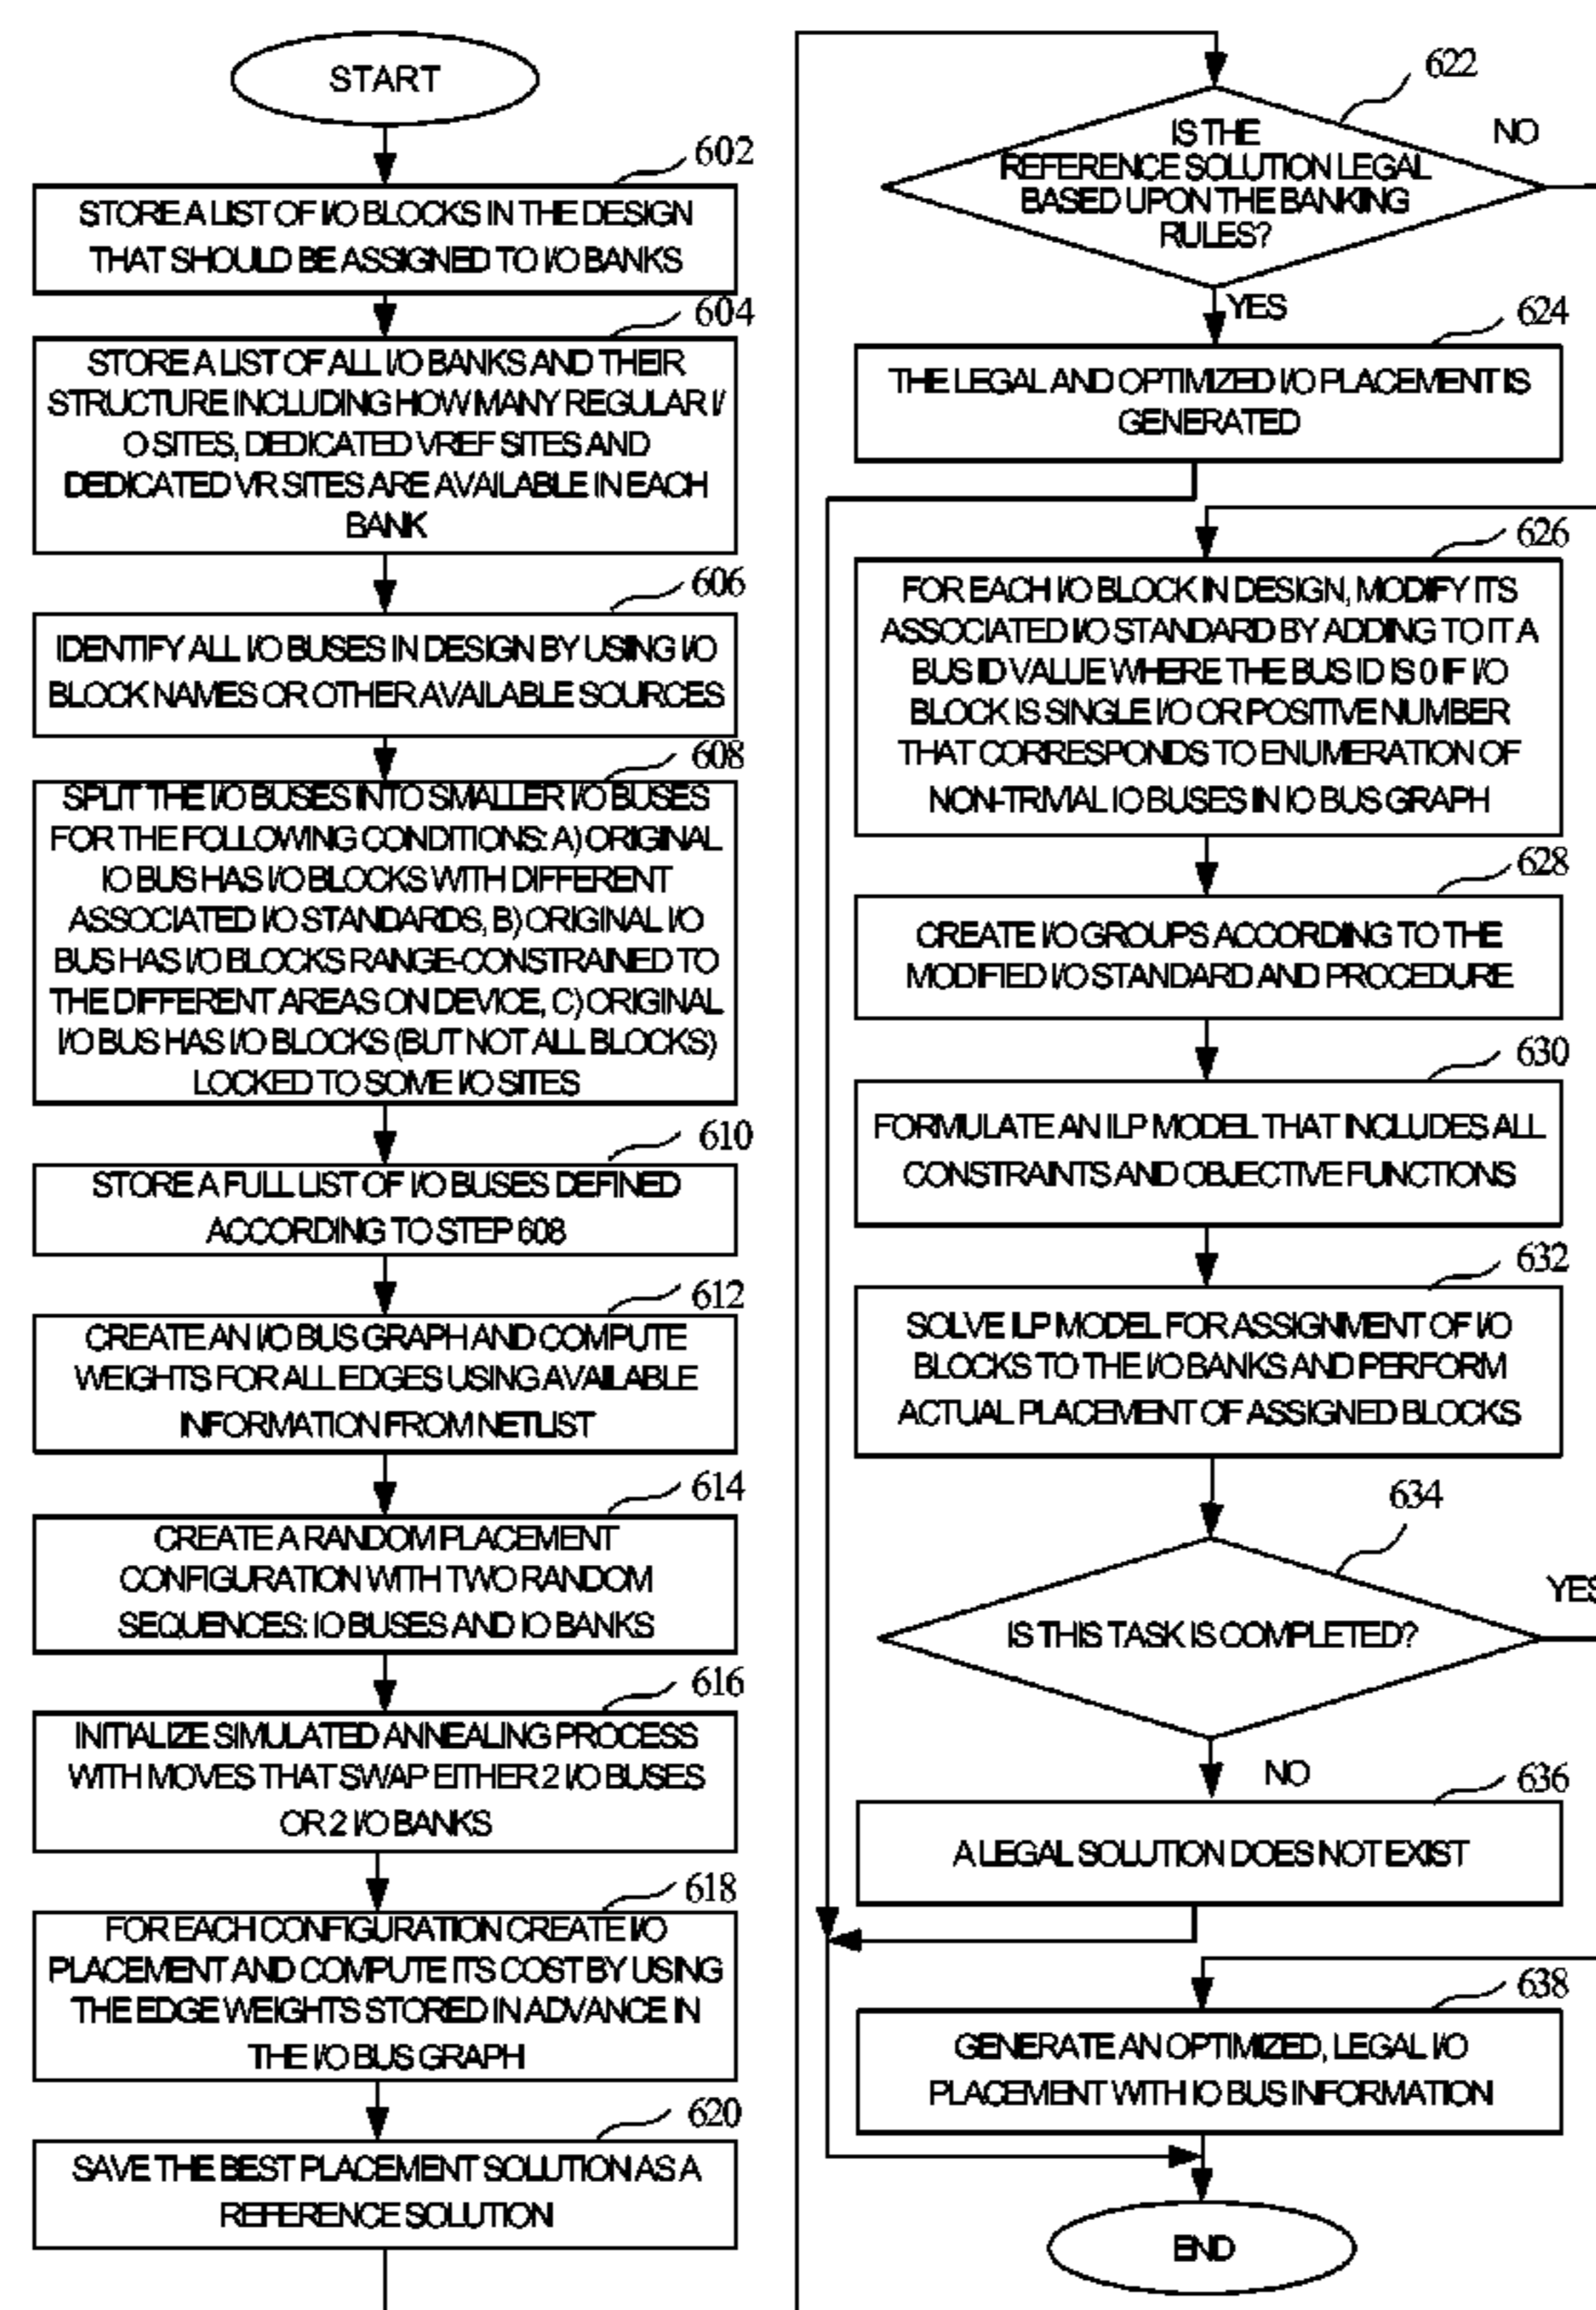 START
602
STORE A LIST OF I/O BLOCKS IN THE DESIGN
THAT SHOULD BE ASSIGNED TO I/O BANKS
604
STORE A LIST OF ALL I/O BANKS AND THEIR
STRUCTURE INCLUDING HOW MANY REGULAR I/
O SITES, DEDICATED VREF SITES AND
DEDICATED VR SITES ARE AVAILABLE IN EACH
BANK
606
IDENTIFY ALL I/O BUSES IN DESIGN BY USING I/O
BLOCK NAMES OR OTHER AVAILABLE SOURCES
608
SPLIT THE I/O BUSES INTO SMALLER I/O BUSES
FOR THE FOLLOWING CONDITIONS: A) ORIGINAL
IO BUS HAS I/O BLOCKS WITH DIFFERENT
ASSOCIATED I/O STANDARDS, B) ORIGINAL I/O
BUS HAS I/O BLOCKS RANGE-CONSTRAINED TO
THE DIFFERENT AREAS ON DEVICE, C) ORIGINAL
I/O BUS HAS I/O BLOCKS (BUT NOT ALL BLOCKS)
LOCKED TO SOME I/O SITES
610
STORE A FULL LIST OF I/O BUSES DEFINED
ACCORDING TO STEP 608
612
CREATE AN I/O BUS GRAPH AND COMPUTE
WEIGHTS FOR ALL EDGES USING AVAILABLE
INFORMATION FROM NETLIST
614
CREATE A RANDOM PLACEMENT
CONFIGURATION WITH TWO RANDOM
SEQUENCES: IO BUSES AND IO BANKS
616
INITIALIZE SIMULATED ANNEALING PROCESS
WITH MOVES THAT SWAP EITHER 2 I/O BUSES
OR 2 I/O BANKS
618
FOR EACH CONFIGURATION CREATE I/O
PLACEMENT AND COMPUTE ITS COST BY USING
THE EDGE WEIGHTS STORED IN ADVANCE IN
THE I/O BUS GRAPH
620
SAVE THE BEST PLACEMENT SOLUTION AS A
REFERENCE SOLUTION
622
IS THE
REFERENCE SOLUTION LEGAL
BASED UPON THE BANKING
RULES?
NO
YES
624
THE LEGAL AND OPTIMIZED I/O PLACEMENT IS
GENERATED
626
FOR EACH I/O BLOCK IN DESIGN, MODIFY ITS
ASSOCIATED I/O STANDARD BY ADDING TO IT A
BUS ID VALUE WHERE THE BUS ID IS 0 IF I/O
BLOCK IS SINGLE I/O OR POSITIVE NUMBER
THAT CORRESPONDS TO ENUMERATION OF
NON-TRIVIAL IO BUSES IN IO BUS GRAPH
628
CREATE I/O GROUPS ACCORDING TO THE
MODIFIED I/O STANDARD AND PROCEDURE
630
FORMULATE AN ILP MODEL THAT INCLUDES ALL
CONSTRAINTS AND OBJECTIVE FUNCTIONS
632
SOLVE ILP MODEL FOR ASSIGNMENT OF I/O
BLOCKS TO THE I/O BANKS AND PERFORM
ACTUAL PLACEMENT OF ASSIGNED BLOCKS
634
IS THIS TASK IS COMPLETED?
YES
NO
636
A LEGAL SOLUTION DOES NOT EXIST
638
GENERATE AN OPTIMIZED, LEGAL I/O
PLACEMENT WITH IO BUS INFORMATION
END